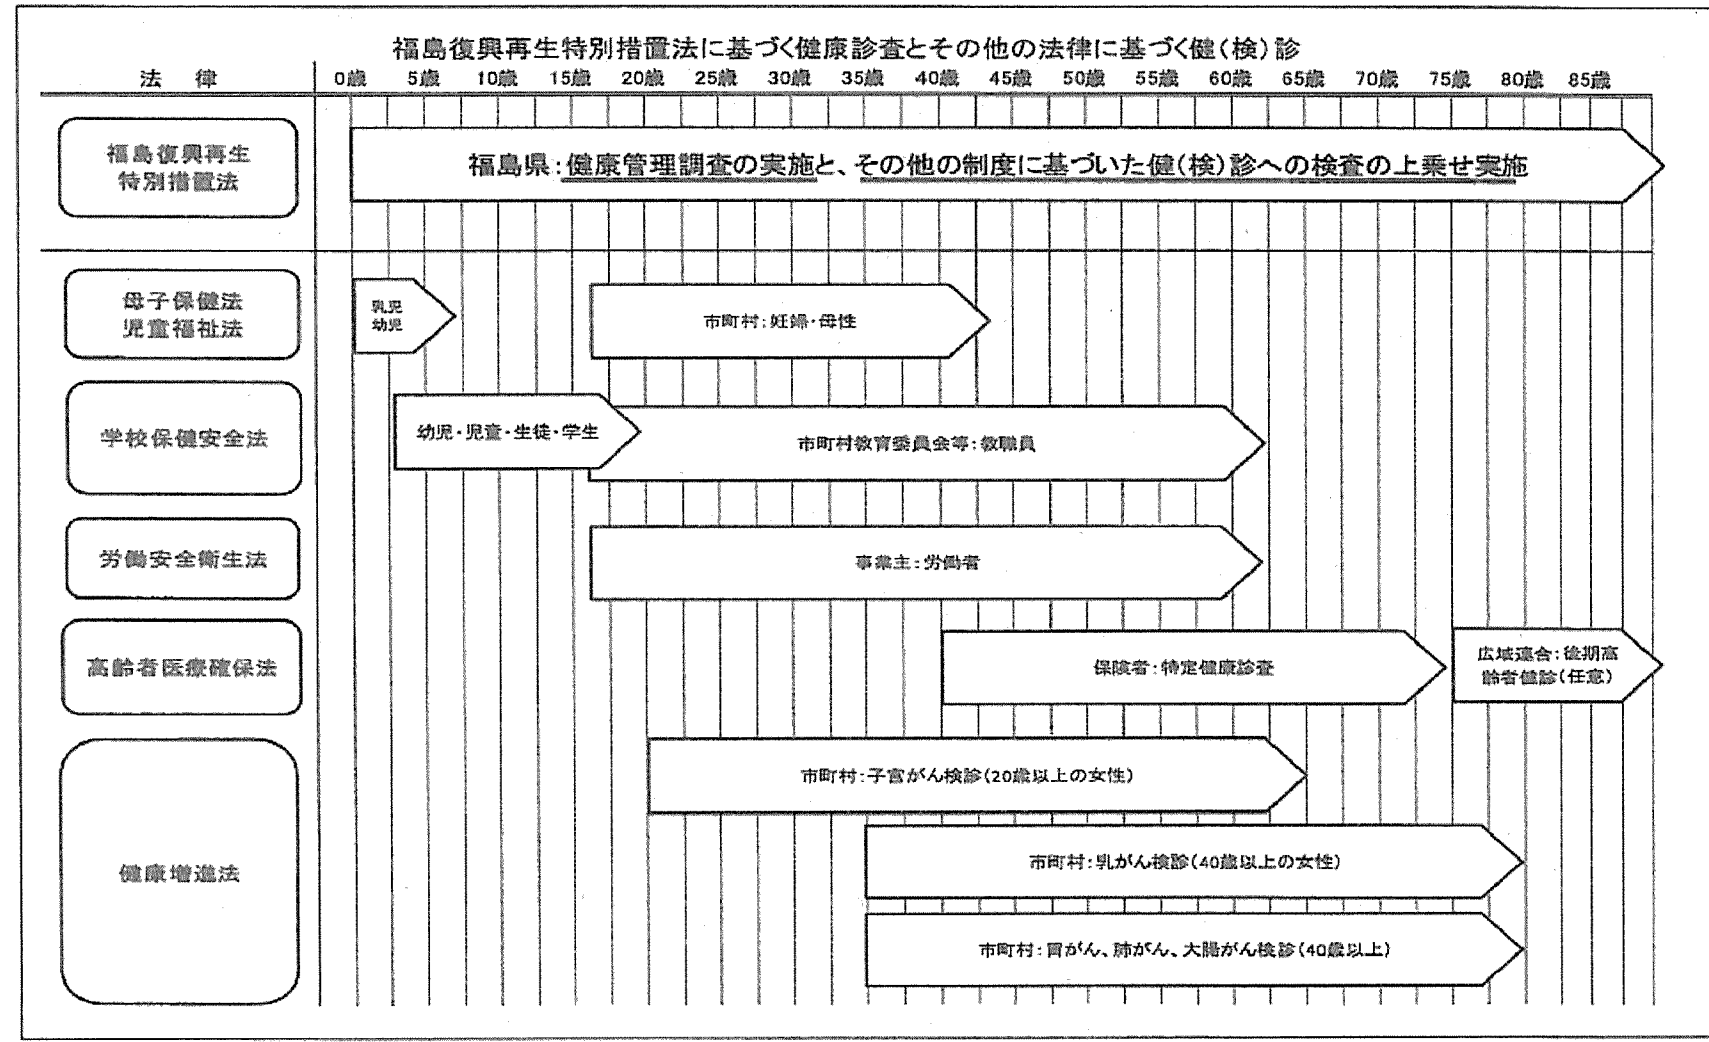 福島復興再生特別措置法に基づく健康診査とその他の法律に基づく健(検)診
法 律 0歳 5歳 10歳 15歳 20歳 25歳 30歳 35歳 40歳 45歳 50歳 55歳 60歳 65歳 70歳 75歳 80歳 85歳
福島復興再生
特別措置法
福島県:健康管理調査の実施と、その他の制度に基づいた健(検)診への検査の上乗せ実施
母子保健法
児童福祉法
乳児
幼児
市町村:妊婦・母性
学校保健安全法
幼児・児童・生徒・学生
市町村教育委員会等:教職員
労働安全衛生法
事業主:労働者
高齢者医療確保法
保険者:特定健康診査
広域連合:後期高
齢者健診(任意)
健康増進法
市町村:子宮がん検診(20歳以上の女性)
市町村:乳がん検診(40歳以上の女性)
市町村:胃がん、肺がん、大腸がん検診(40歳以上)